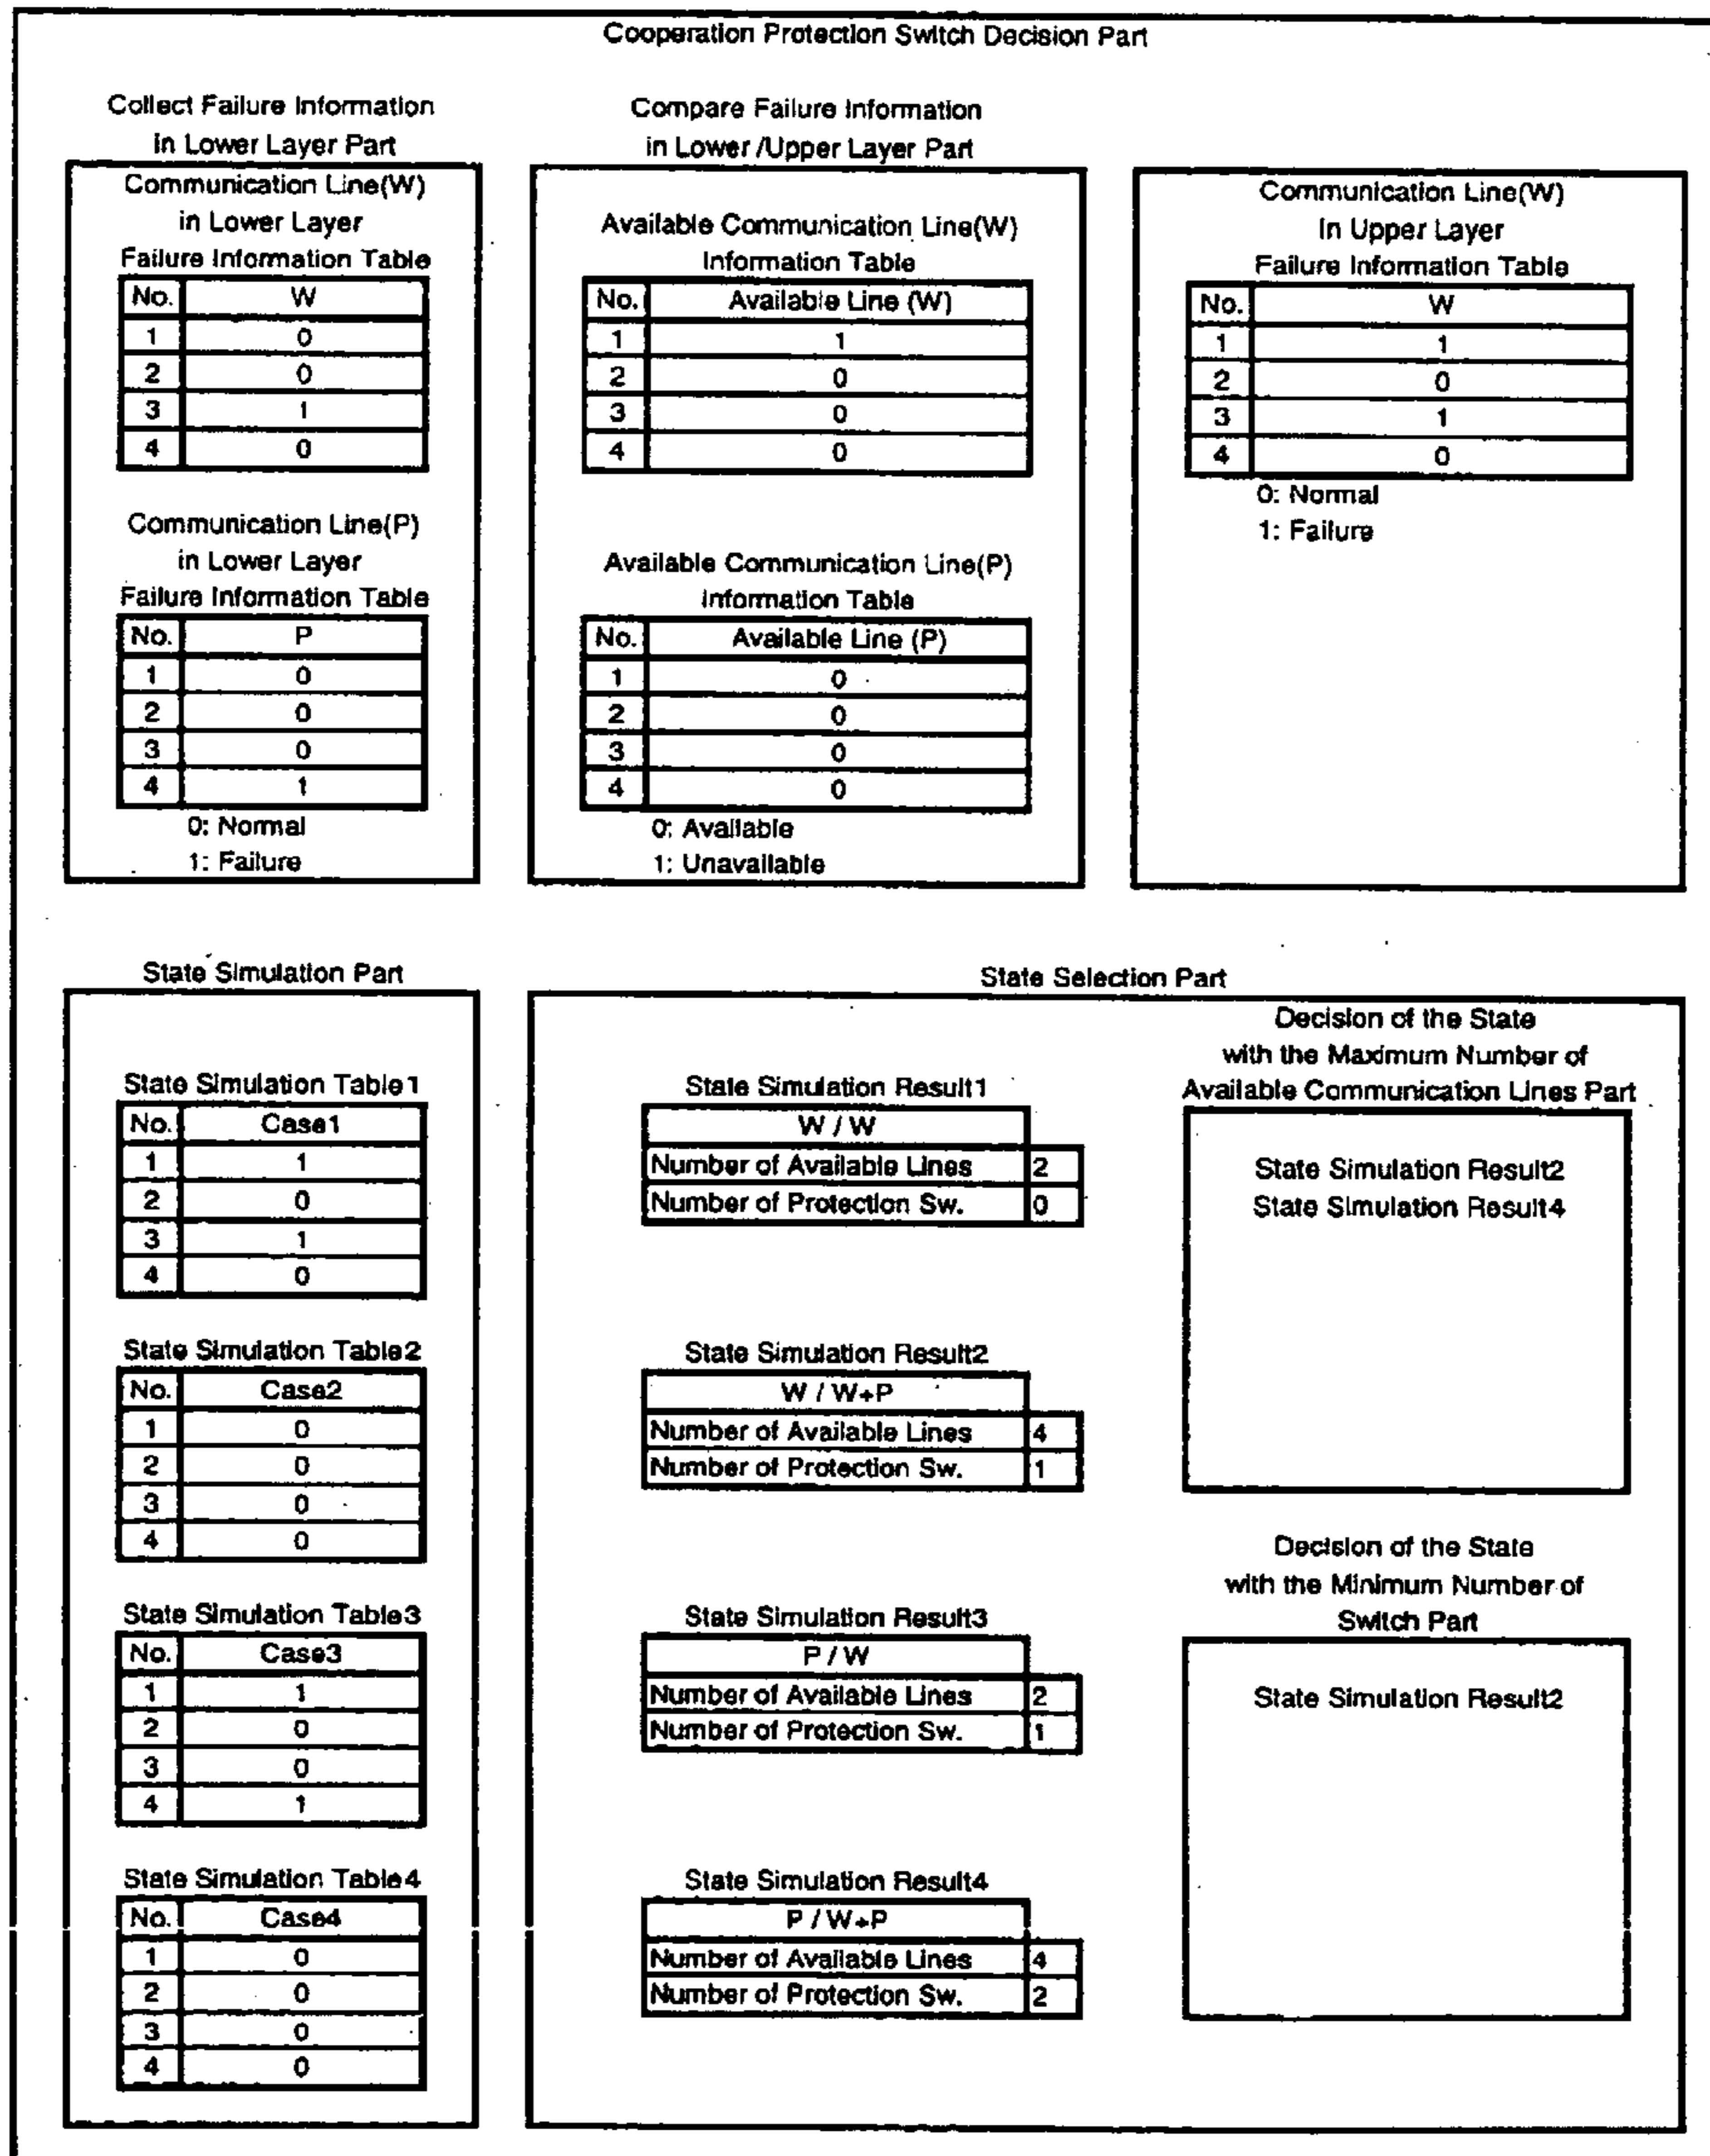 Cooperation Protection Switch Decision Part
Collect Failure Information
in Lower Layer Part
Communication Line(W)
in Lower Layer
Failure Information Table
No. W
1 0
2 0
3 1
4 0
Communication Line(P)
in Lower Layer
Failure Information Table
No. P
1 0
2 0
3 0
4 1
0: Normal
1: Failure
Compare Failure Information
in Lower /Upper Layer Part
Available Communication Line(W)
Information Table
No. Available Line (W)
1 1
2 0
3 0
4 0
Available Communication Line(P)
Information Table
No. Available Line (P)
1 0
2 0
3 0
4 0
0: Available
1: Unavailable
Communication Line(W)
in Upper Layer
Failure Information Table
No. W
1 1
2 0
3 1
4 0
0: Normal
1: Failure
State Simulation Part
State Simulation Table1
No. Case1
1 1
2 0
3 1
4 0
State Simulation Table2
No. Case2
1 0
2 0
3 0
4 0
State Simulation Table3
No. Case3
1 1
2 0
3 0
4 1
State Simulation Table4
No. Case4
1 0
2 0
3 0
4 0
State Selection Part
State Simulation Result1
W / W
Number of Available Lines 2
Number of Protection Sw. 0
State Simulation Result2
W / W+P
Number of Available Lines 4
Number of Protection Sw. 1
State Simulation Result3
P / W
Number of Available Lines 2
Number of Protection Sw. 1
State Simulation Result4
P / W+P
Number of Available Lines 4
Number of Protection Sw. 2
Decision of the State
with the Maximum Number of
Available Communication Lines Part
State Simulation Result2
State Simulation Result4
Decision of the State
with the Minimum Number of
Switch Part
State Simulation Result2